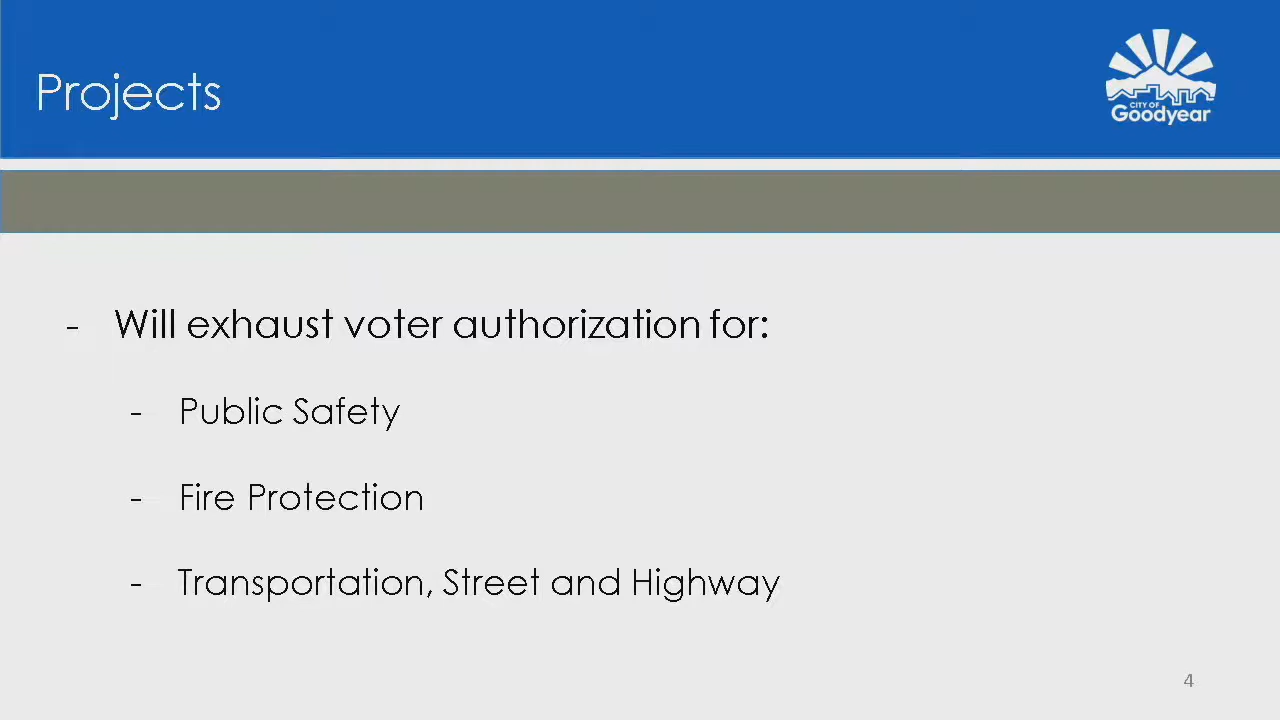 Projects
CITY OF
Goodyear
- Will exhaust voter authorization for:
- Public Safety
- Fire Protection
- Transportation, Street and Highway
4